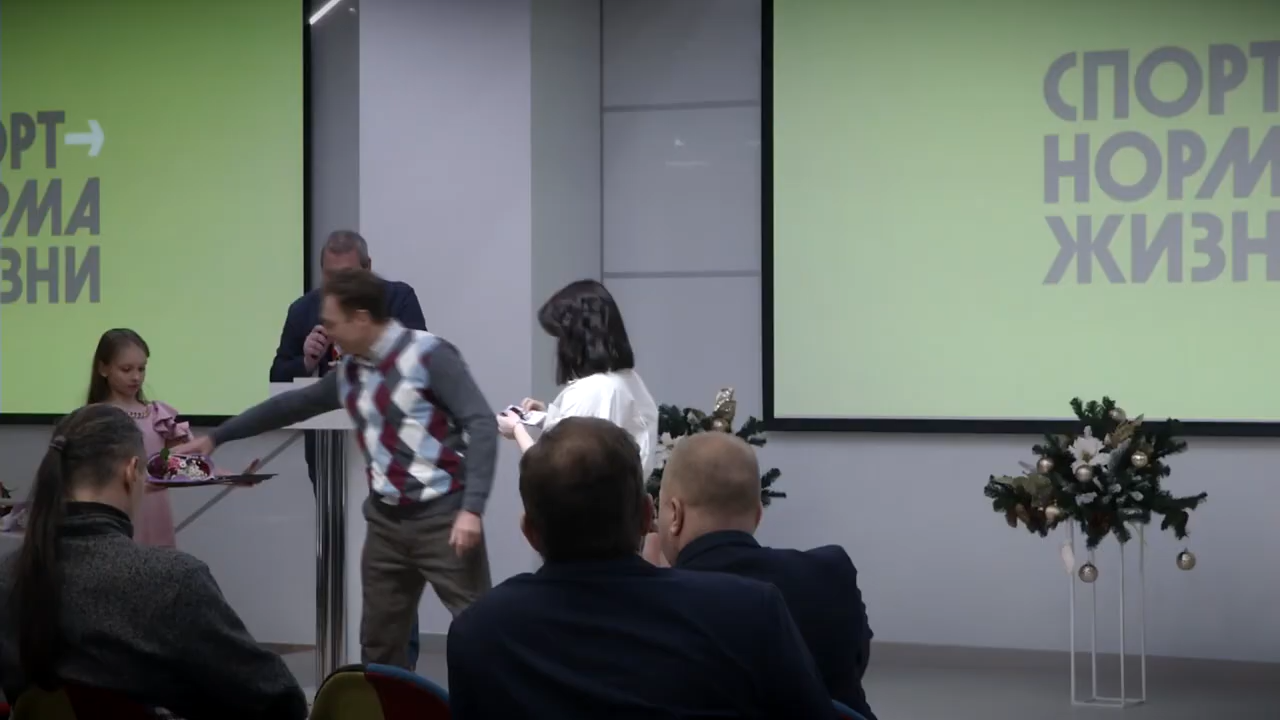 ОРТ→
РМА
ЗНИ
СПОРТ
НОРМ
ЖИЗН